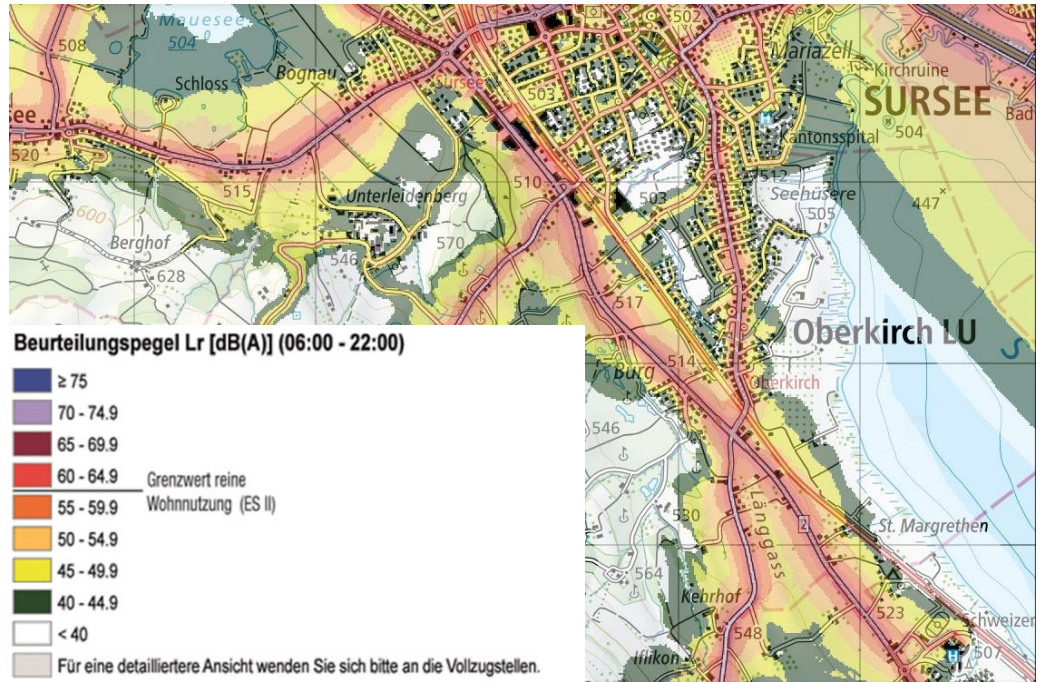 Mauesee
502
508
504
Mariazell
Schloss
Bognau
Sursee
Kirchruine
503
SURSEE
see
Bad
504
Kantonsspital
520
515
510
512
Unterleidenberg
503
Seehüsere
447
600
505
Berghof
546
570
628
517
Beurteilungspegel Lr [dB(A)] (06:00 - 22:00)
≥ 75
70 - 74.9
65 - 69.9
60 - 64.9
Grenzwert reine
Wohnnutzung (ES II)
55 - 59.9
50 - 54.9
45 - 49.9
40 - 44.9
< 40
Für eine detailliertere Ansicht wenden Sie sich bitte an die Vollzugstellen.
Oberkirch LU
S
514
Burg
Oberkirch
546
530
Länggass
2
St. Margrethen
564
Kehrhof
523
Schweizer
548
507
Iflikon
H